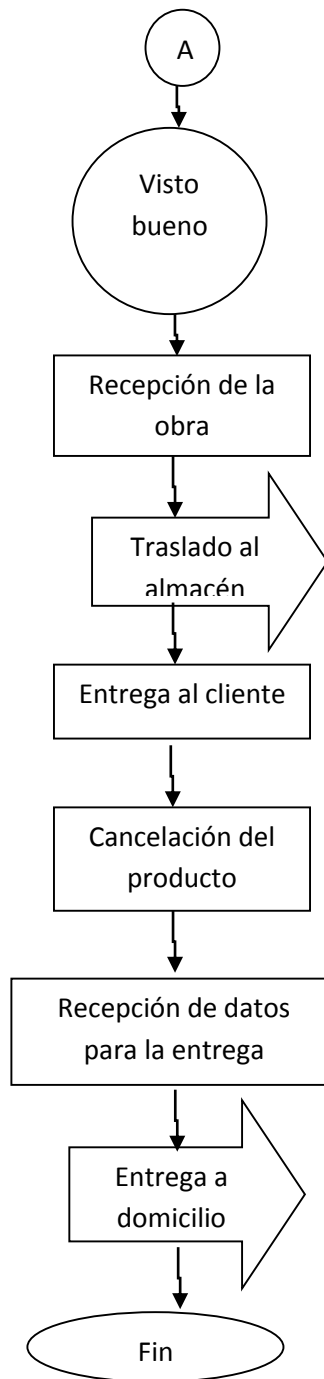 A
Visto
bueno
Recepción de la
obra
Traslado al
almacén
Entrega al cliente
Cancelación del
producto
Recepción de datos
para la entrega
Entrega a
domicilio
Fin